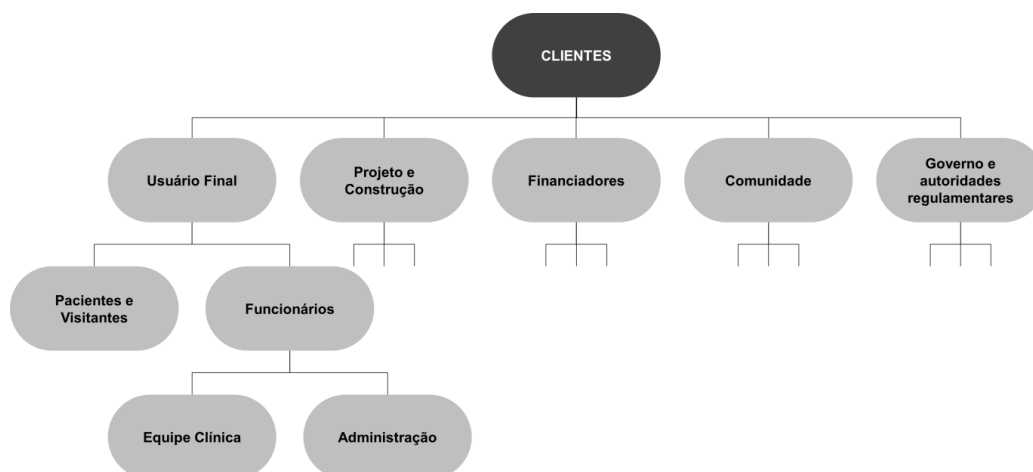 CLIENTES
Usuário Final
Projeto e
Construção
Financiadores
Comunidade
Governo e
autoridades
regulamentares
Pacientes e
Visitantes
Funcionários
Equipe Clínica
Administração